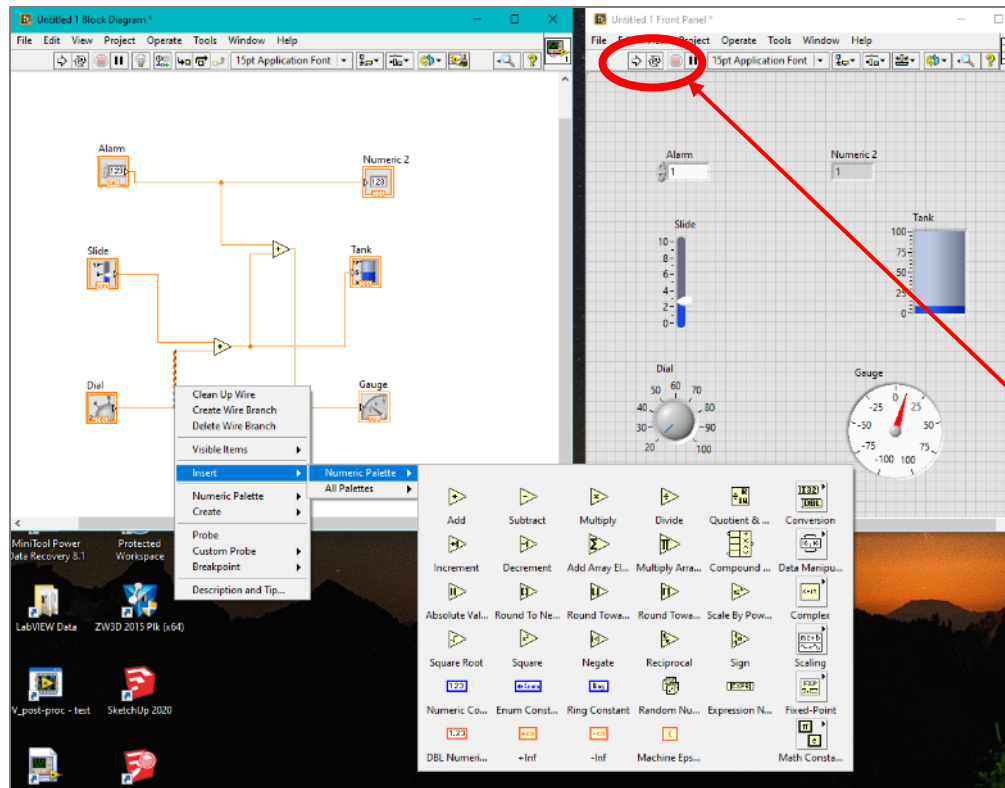 Untitled 1 Block Diagram *
File Edit View Project Operate Tools Window Help
15pt Application Font
Alarm
Numeric 2
Slide
Tank
Dial
Gauge
Clean Up Wire
Create Wire Branch
Delete Wire Branch
Visible Items
Insert
Numeric Palette
Create
Probe
Custom Probe
Breakpoint
Description and Tip...
Numeric Palette
All Palettes
Add Subtract Multiply Divide Quotient & ... Conversion
Increment Decrement Add Array El... Multiply Arra... Compound ... Data Manipu...
Absolute Val... Round To Ne... Round Towa... Round Towa... Scale By Pow... Complex
Square Root Square Negate Reciprocal Sign Scaling
Numeric Co... Enum Const... Ring Constant Random Nu... Expression N... Fixed-Point
DBL Numeri... +Inf -Inf Machine Eps... Math Consta...
Untitled 1 Front Panel *
File Project Operate Tools Window Help
15pt Application Font
Alarm
1
Numeric 2
1
Slide
10
8
6
4
2
0
Tank
100
75
50
25
0
Dial
20 30 40 50 60 70 80 90 100
Gauge
-100 -75 -50 -25 0 25 50 75 100
MiniTool Power
Data Recovery 8.1
Protected
Workspace
LabVIEW Data
ZW3D 2015 Plk (x64)
V_post-proc - test
SketchUp 2020